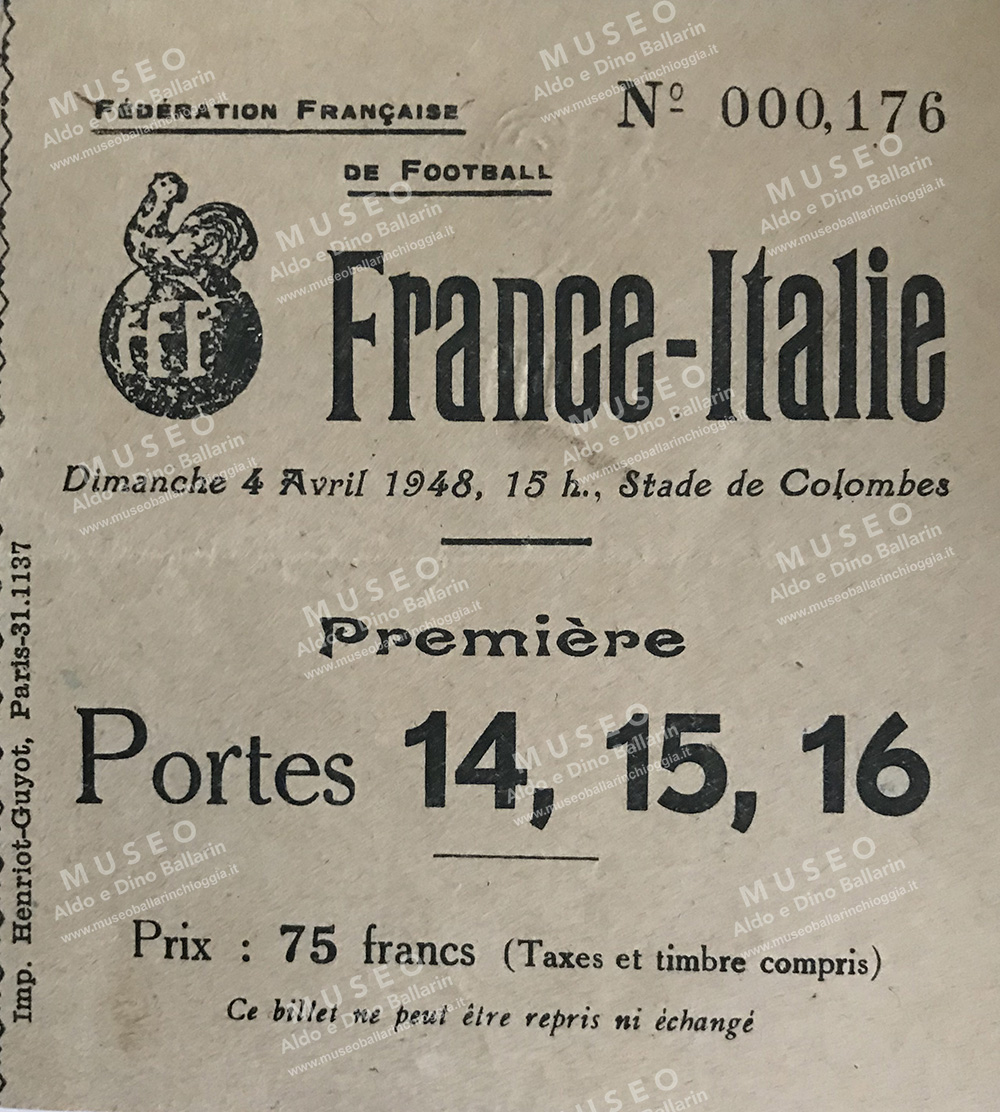 FÉDÉRATION FRANÇAISE
DE FOOTBALL
Nº 000,176
FFF
France-Italie
Dimanche 4 Avril 1948, 15 h., Stade de Colombes
Première
Portes 14, 15, 16
Prix : 75 francs (Taxes et timbre compris)
Ce billet ne peut être repris ni échangé
Imp. Henriot-Guyot, Paris-31.1137
MUSEO
Aldo e Dino Ballarin
www.museoballarinchioggia.it